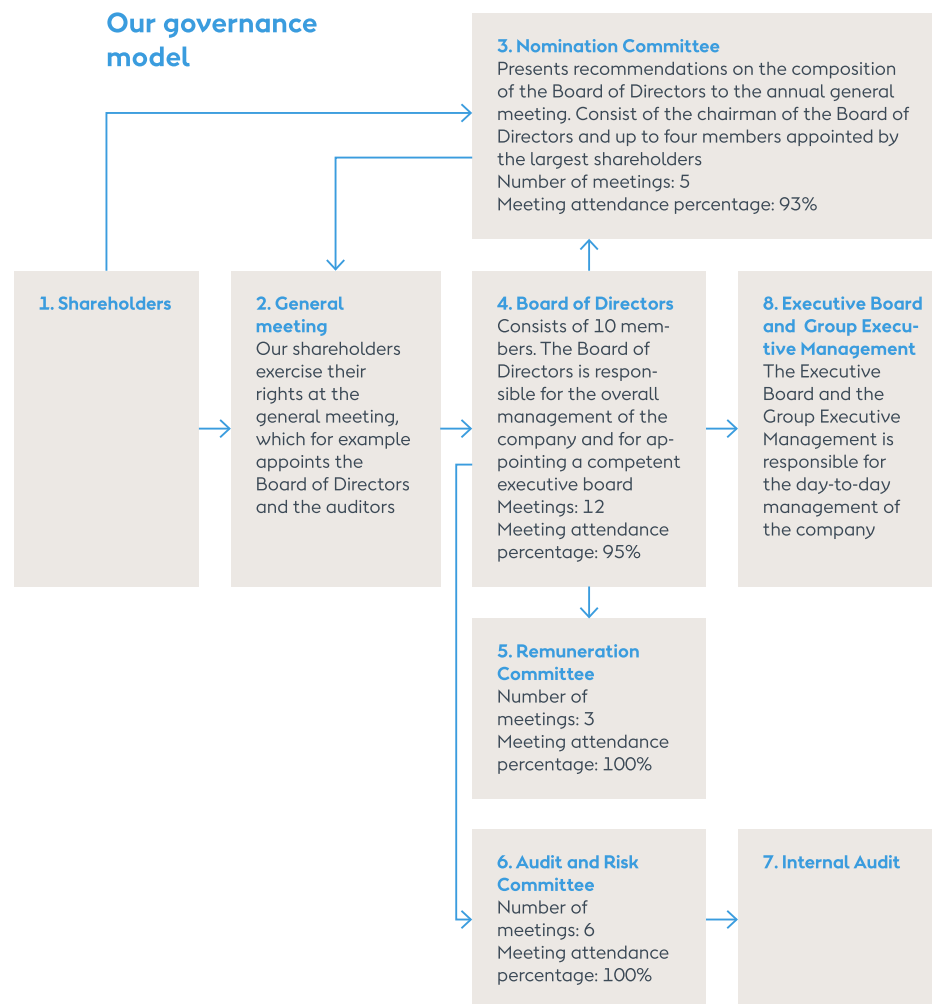 Our governance
model
3. Nomination Committee
Presents recommendations on the composition
of the Board of Directors to the annual general
meeting. Consist of the chairman of the Board of
Directors and up to four members appointed by
the largest shareholders
Number of meetings: 5
Meeting attendance percentage: 93%
1. Shareholders
2. General
meeting
Our shareholders
exercise their
rights at the
general meeting,
which for example
appoints the
Board of Directors
and the auditors
4. Board of Directors
Consists of 10 mem-
bers. The Board of
Directors is respon-
sible for the overall
management of the
company and for ap-
pointing a competent
executive board
Meetings: 12
Meeting attendance
percentage: 95%
8. Executive Board
and Group Execu-
tive Management
The Executive
Board and the
Group Executive
Management is
responsible for
the day-to-day
management of
the company
5. Remuneration
Committee
Number of
meetings: 3
Meeting attendance
percentage: 100%
6. Audit and Risk
Committee
Number of
meetings: 6
Meeting attendance
percentage: 100%
7. Internal Audit